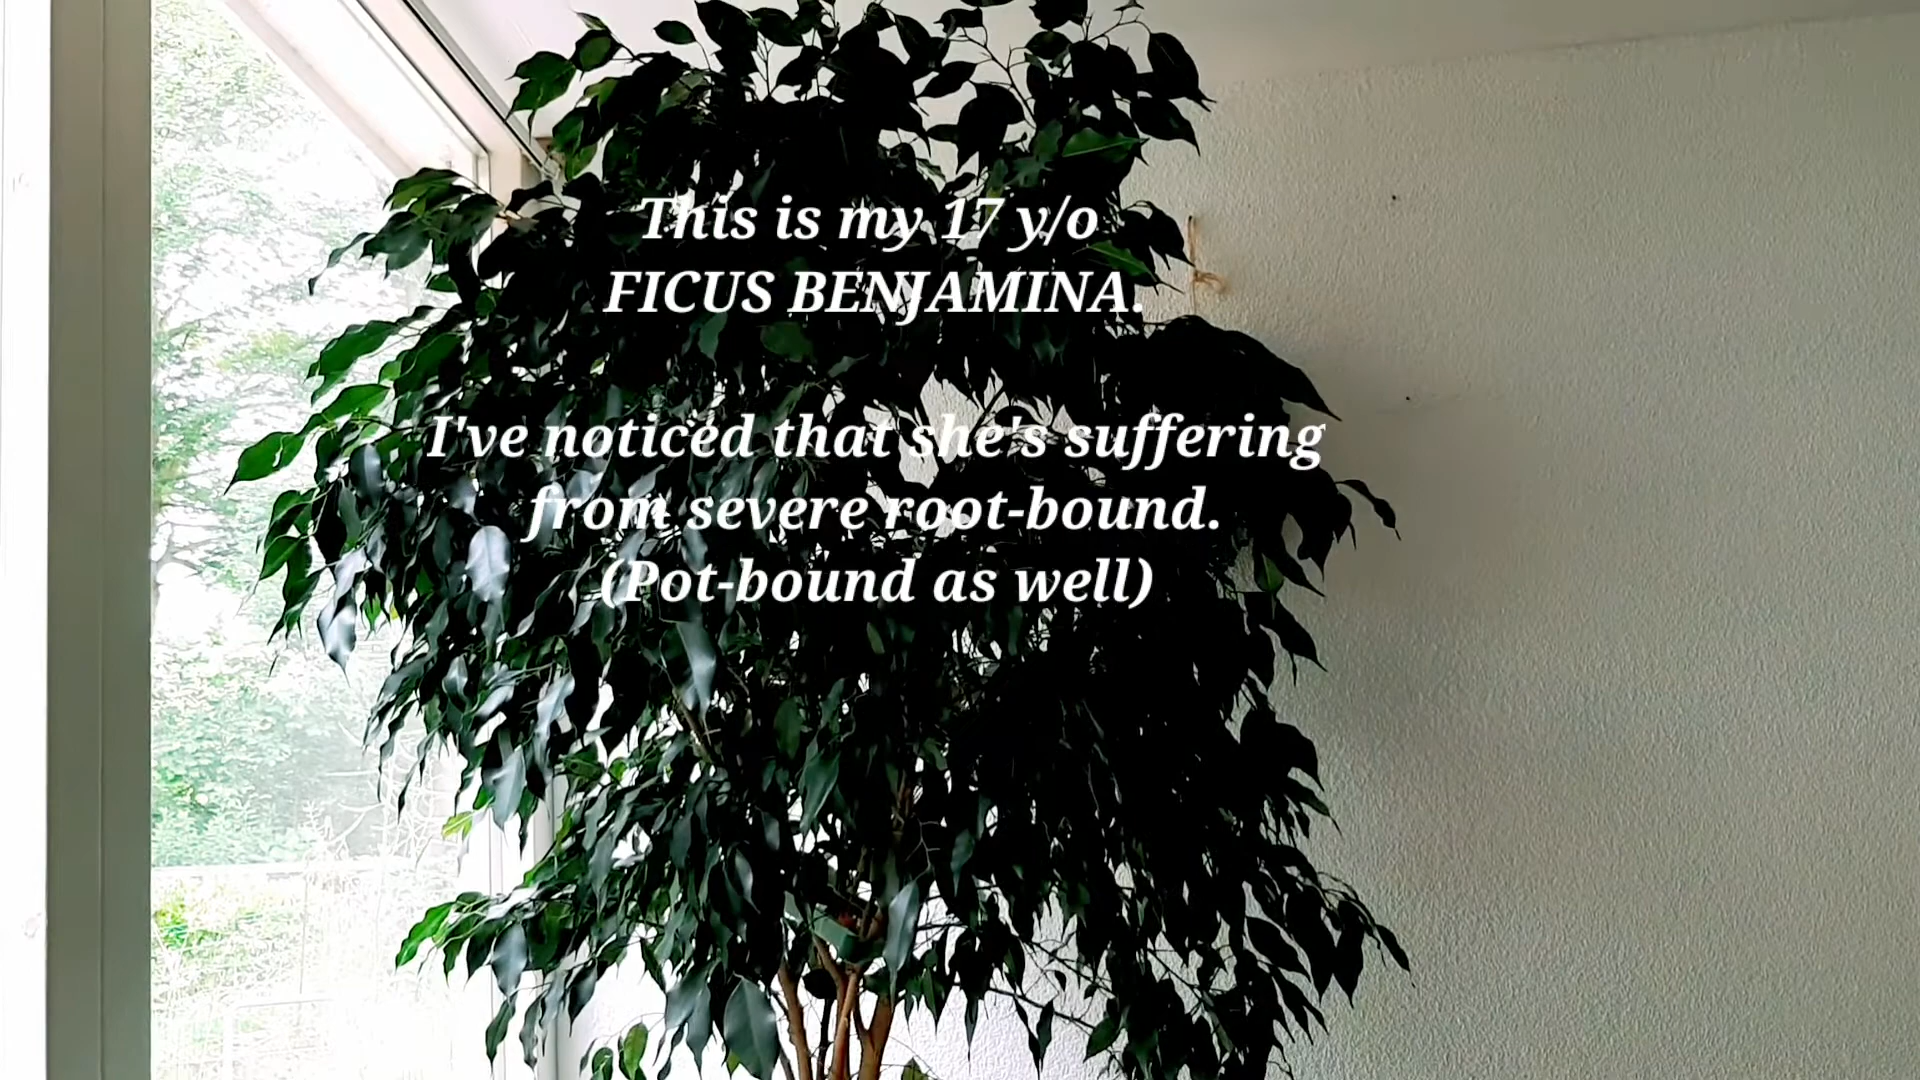 This is my 17 y/o
FICUS BENJAMINA.
I've noticed that she's suffering
from severe root-bound.
(Pot-bound as well)